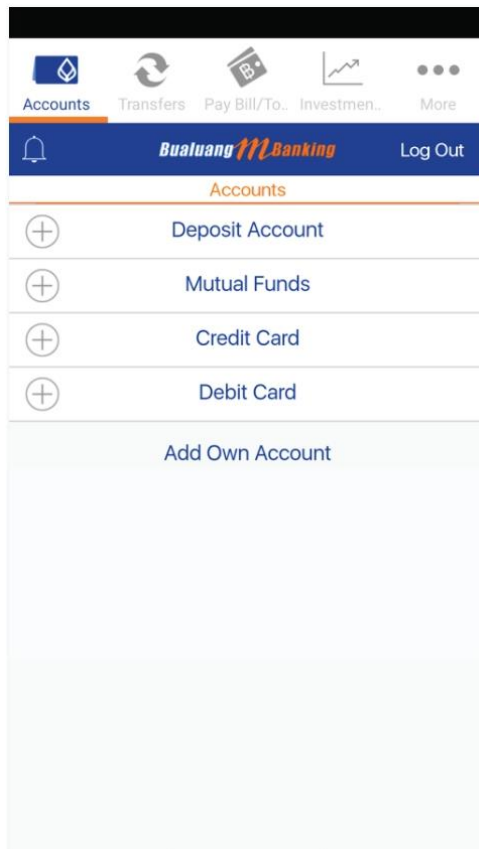 Accounts Transfers Pay Bill/To.. Investmen.. More
Bualuang mBanking Log Out
Accounts
Deposit Account
Mutual Funds
Credit Card
Debit Card
Add Own Account